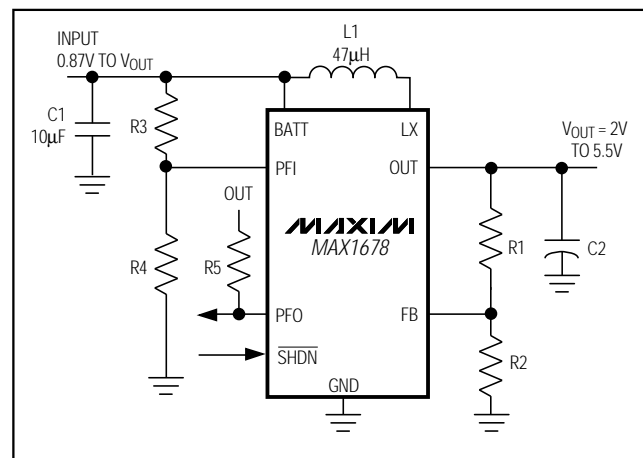 INPUT
0.87V TO VOUT
L1
47µH
C1
10µF
R3
BATT
LX
VOUT = 2V
TO 5.5V
PFI
OUT
OUT
MAXIM
MAX1678
R1
C2
R4
R5
PFO
FB
SHDN
R2
GND